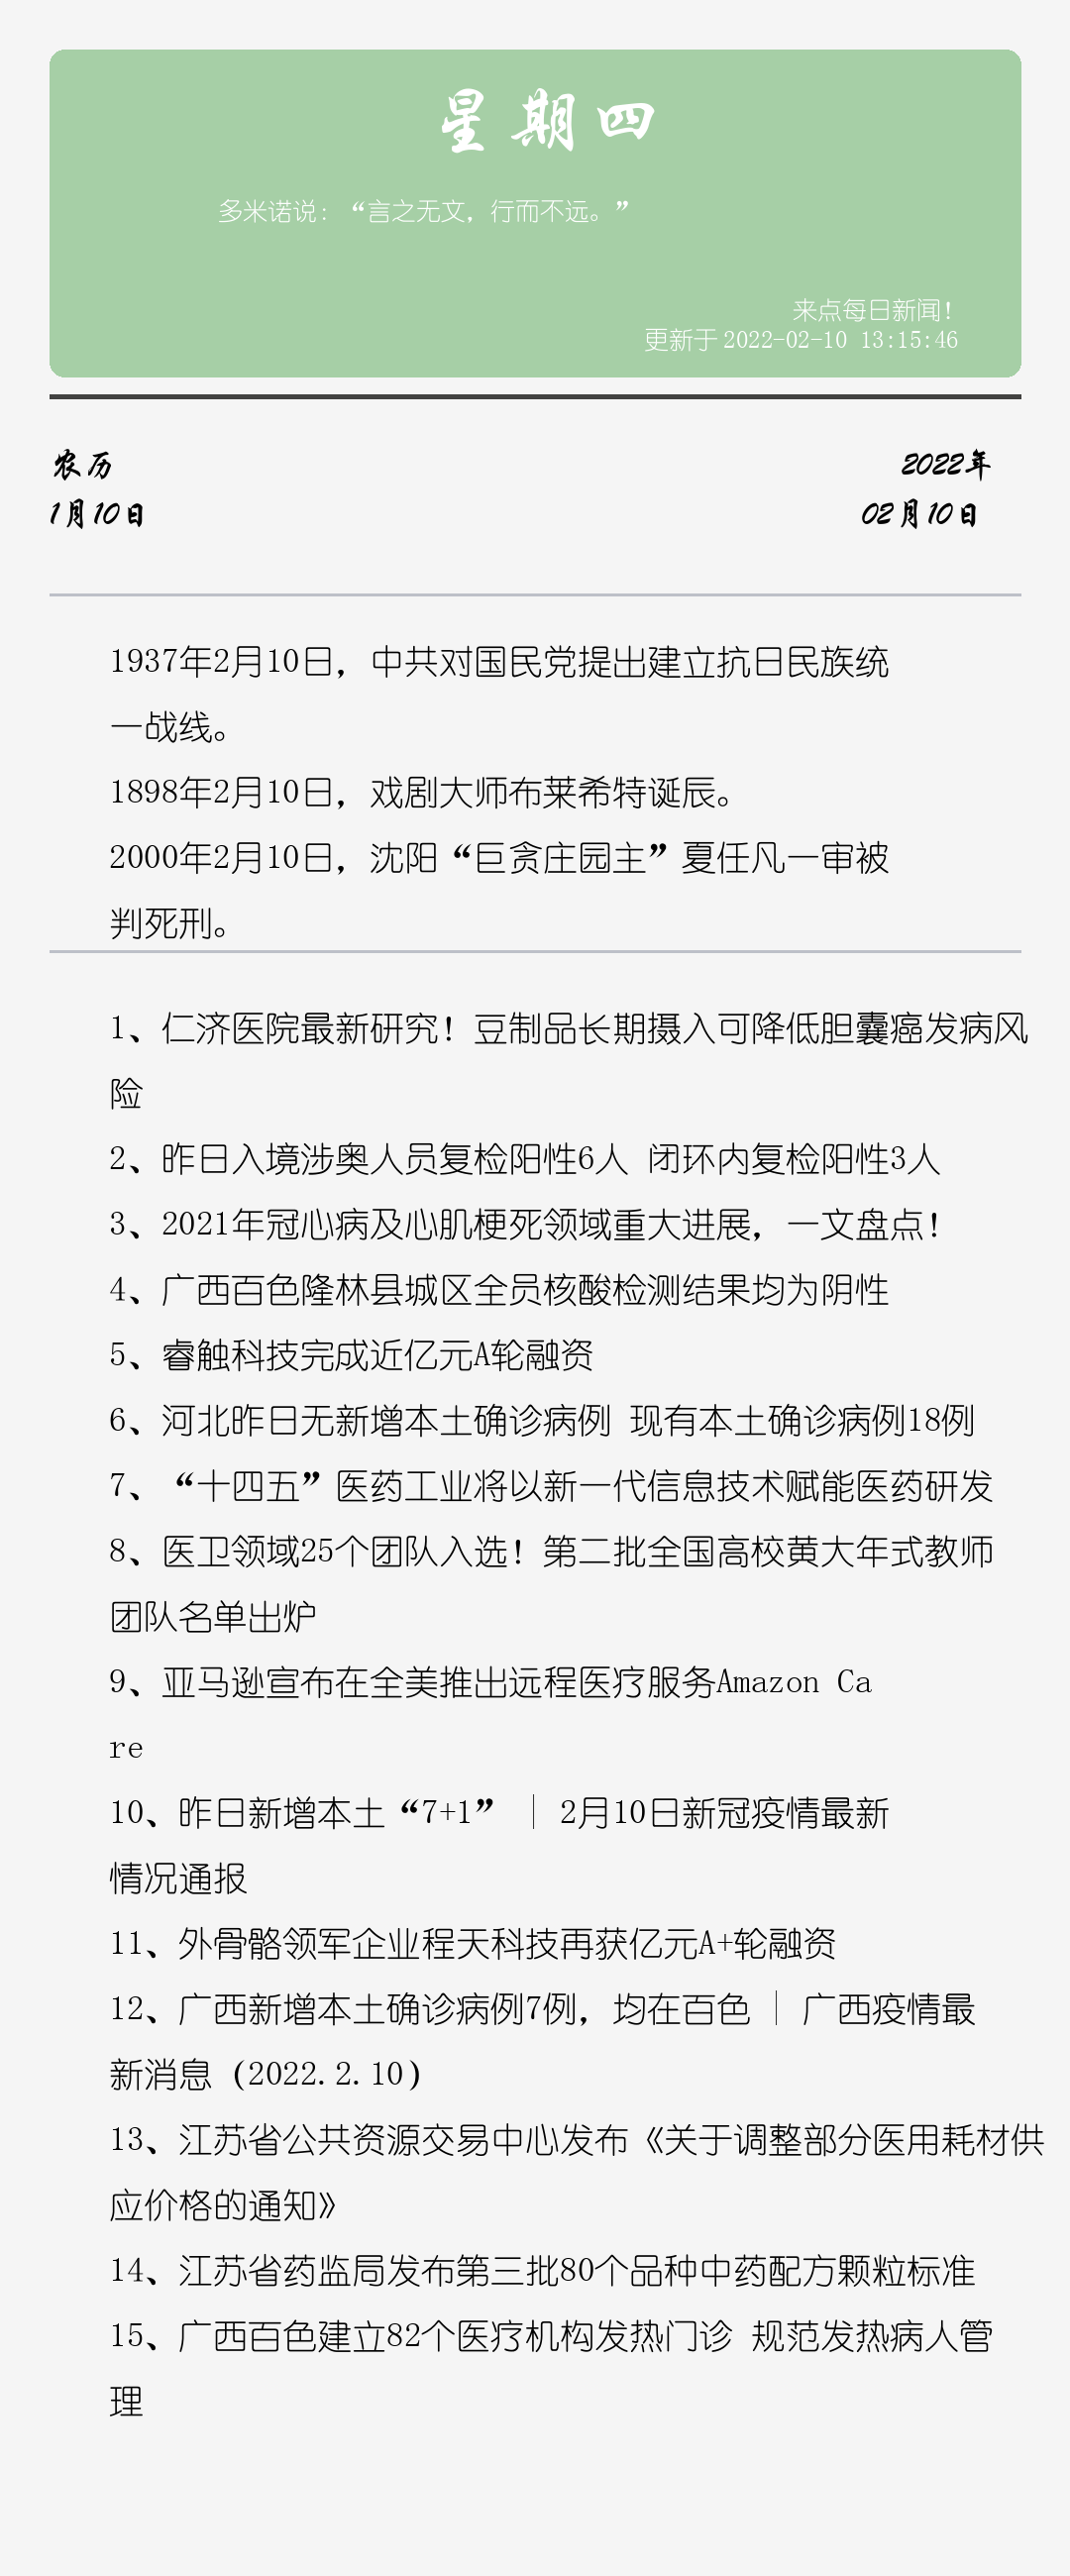 星期四
多米诺说：“言之无文，行而不远。”
来点每日新闻！
更新于 2022-02-10 13:15:46
农历
2022年
1月10日
02月10日
1937年2月10日，中共对国民党提出建立抗日民族统
一战线。
1898年2月10日，戏剧大师布莱希特诞辰。
2000年2月10日，沈阳“巨贪庄园主”夏任凡一审被
判死刑。
1、仁济医院最新研究！豆制品长期摄入可降低胆囊癌发病风
险
2、昨日入境涉奥人员复检阳性6人 闭环内复检阳性3人
3、2021年冠心病及心肌梗死领域重大进展，一文盘点！
4、广西百色隆林县城区全员核酸检测结果均为阴性
5、睿触科技完成近亿元A轮融资
6、河北昨日无新增本土确诊病例 现有本土确诊病例18例
7、“十四五”医药工业将以新一代信息技术赋能医药研发
8、医卫领域25个团队入选！第二批全国高校黄大年式教师
团队名单出炉
9、亚马逊宣布在全美推出远程医疗服务Amazon Ca
re
10、昨日新增本土“7+1” | 2月10日新冠疫情最新
情况通报
11、外骨骼领军企业程天科技再获亿元A+轮融资
12、广西新增本土确诊病例7例，均在百色 | 广西疫情最
新消息（2022.2.10）
13、江苏省公共资源交易中心发布《关于调整部分医用耗材供
应价格的通知》
14、江苏省药监局发布第三批80个品种中药配方颗粒标准
15、广西百色建立82个医疗机构发热门诊 规范发热病人管
理